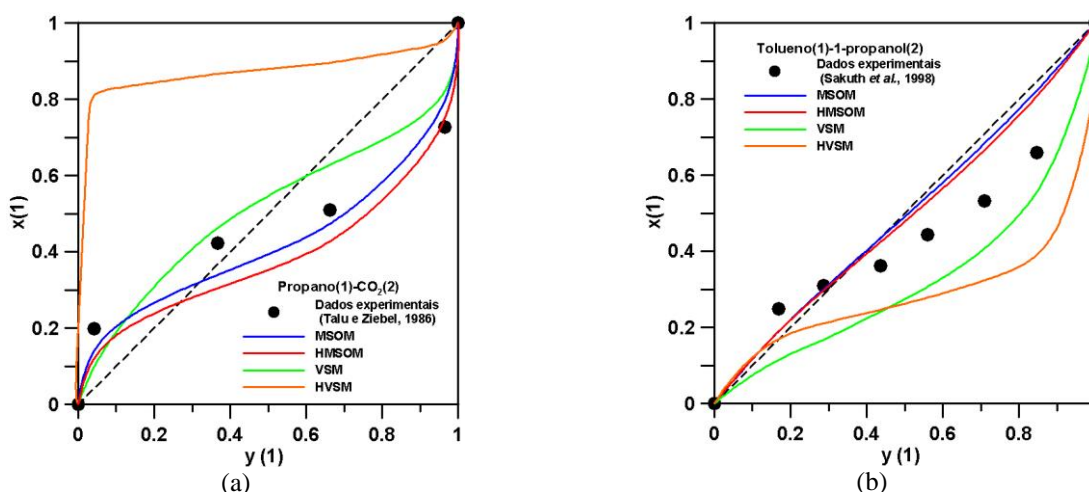 1
0.8
0.6
0.4
0.2
0
x(1)
Propano(1)-CO₂(2)
Dados experimentais
(Talu e Ziebel, 1986)
MSOM
HMSOM
VSM
HVSM
0 0.2 0.4 0.6 0.8 1
y (1)
(a)
1
0.8
0.6
0.4
0.2
0
x(1)
Tolueno(1)-1-propanol(2)
Dados experimentais
(Sakuth et al., 1998)
MSOM
HMSOM
VSM
HVSM
0 0.2 0.4 0.6 0.8
y (1)
(b)